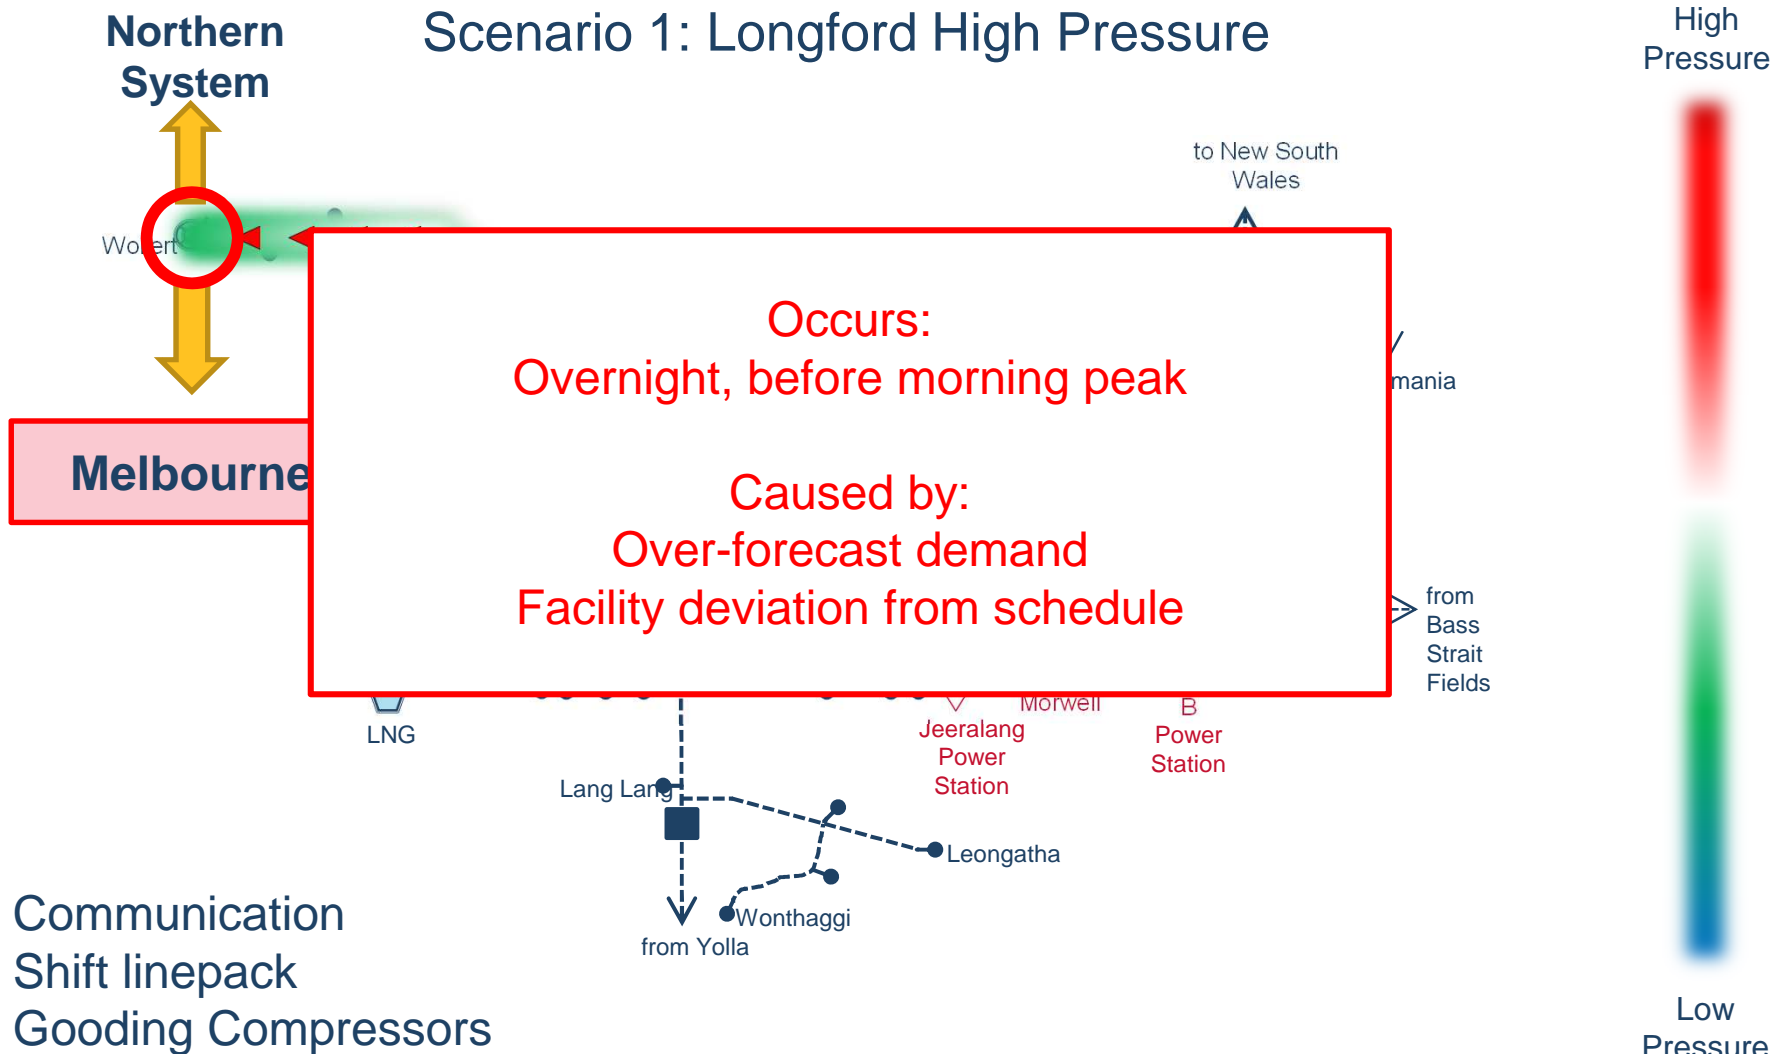 Scenario 1: Longford High Pressure
Northern
System
High
Pressure
to New South
Wales
Occurs:
Overnight, before morning peak
Caused by:
Over-forecast demand
Facility deviation from schedule
mania
Melbourne
from
Bass
Strait
Fields
LNG
Morwell
B
Power
Station
Jeeralang
Power
Station
Lang Lang
Leongatha
Wonthaggi
from Yolla
Communication
Shift linepack
Gooding Compressors
Low
Pressure